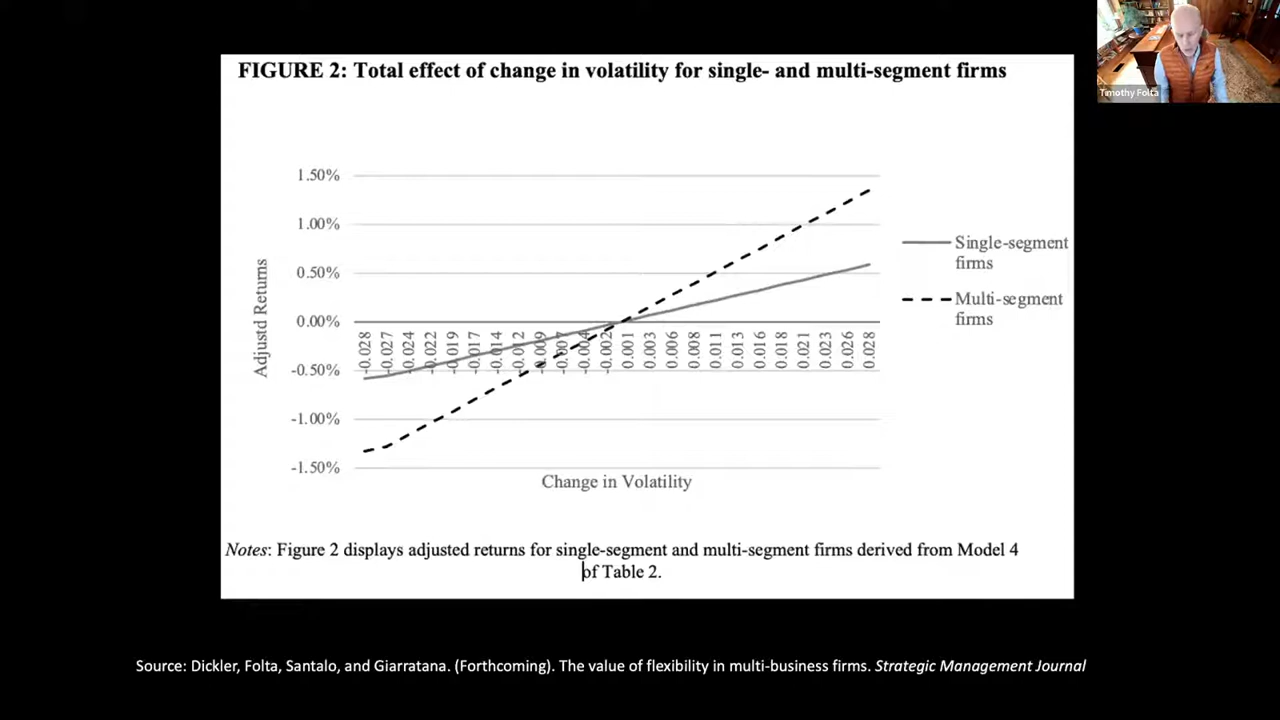 FIGURE 2: Total effect of change in volatility for single- and multi-segment firms
Timothy Folta
1.50%
1.00%
0.50%
0.00%
-0.50%
-1.00%
-1.50%
Adjustd Returns
-0.028
-0.027
-0.024
-0.022
-0.019
-0.017
-0.014
-0.012
-0.009
-0.007
-0.004
-0.002
0.001
0.003
0.006
0.008
0.011
0.013
0.016
0.018
0.021
0.023
0.026
0.028
Change in Volatility
Single-segment
firms
Multi-segment
firms
Notes: Figure 2 displays adjusted returns for single-segment and multi-segment firms derived from Model 4
of Table 2.
Source: Dickler, Folta, Santalo, and Giarratana. (Forthcoming). The value of flexibility in multi-business firms. Strategic Management Journal